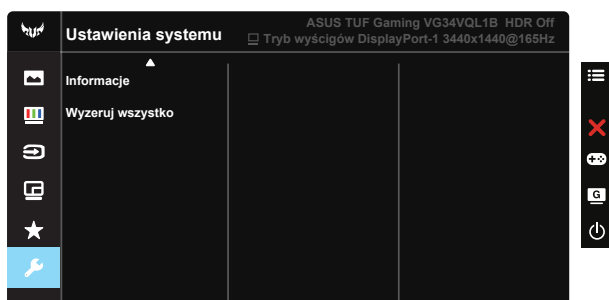 ASUS TUF Gaming VG34VQL1B HDR Off
Ustawienia systemu
Tryb wyścigów DisplayPort-1 3440x1440@165Hz
Informacje
Wyzeruj wszystko
G